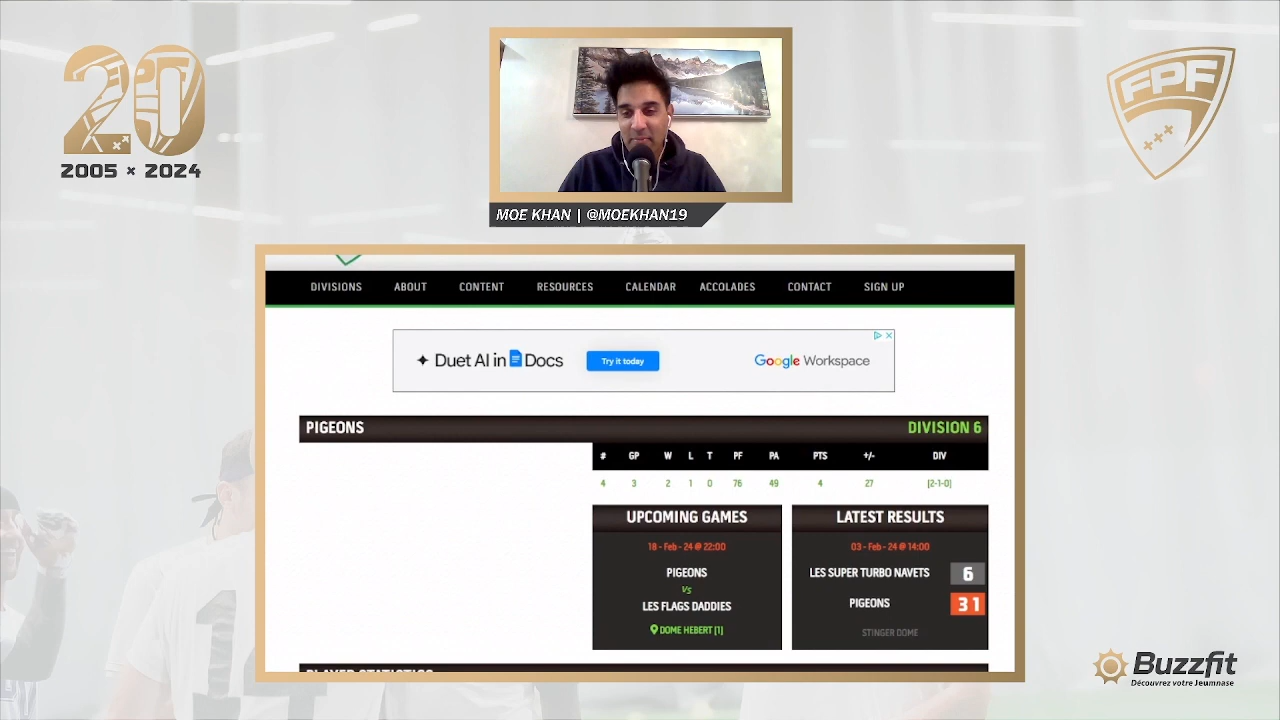 20
2005 × 2024
FPF
MOE KHAN | @MOEKHAN19
DIVISIONS ABOUT CONTENT RESOURCES CALENDAR ACCOLADES CONTACT SIGN UP
Duet AI in Docs Try it today Google Workspace
PIGEONS DIVISION 6
# GP W L T PF PA PTS +/- DIV
4 3 2 1 0 76 49 4 27 [2-1-0]
UPCOMING GAMES
18 - Feb - 24 @ 22:00
PIGEONS
VS
LES FLAGS DADDIES
DOME HEBERT [1]
LATEST RESULTS
03 - Feb - 24 @ 14:00
LES SUPER TURBO NAVETS 6
PIGEONS 31
STINGER DOME
PLAYER STATISTICS
Buzzfit
Découvrez votre Jeumnase